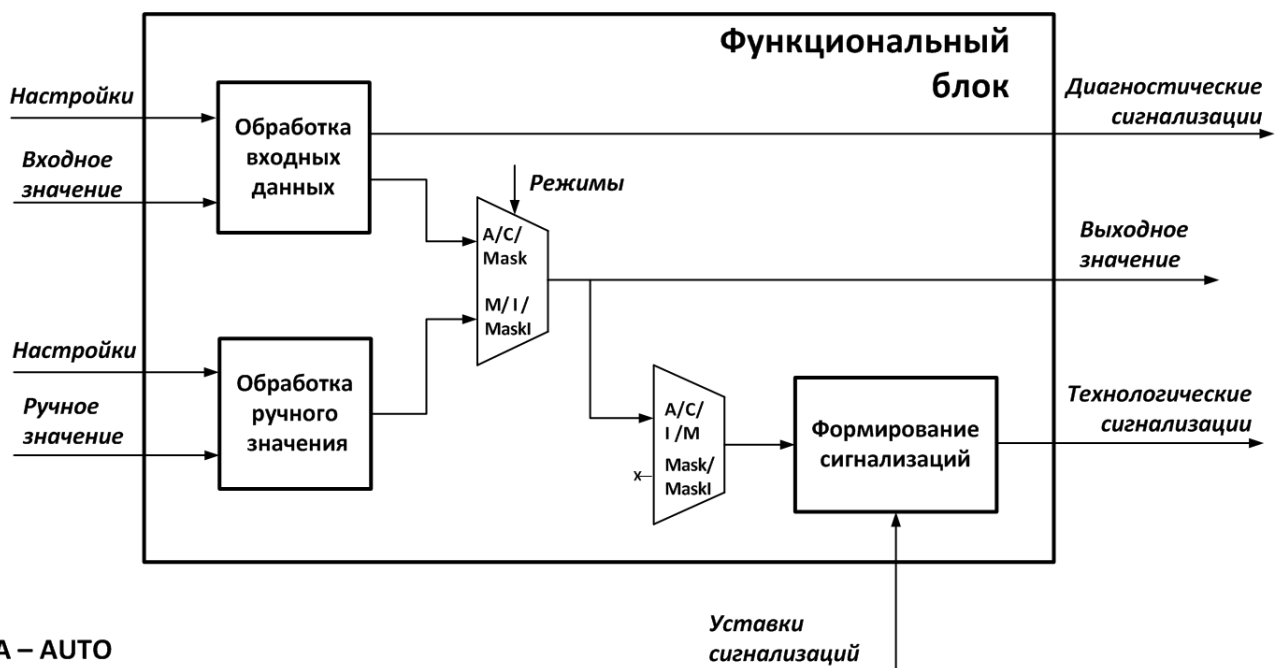 Функциональный
блок
Настройки
Входное
значение
Обработка
входных
данных
Диагностические
сигнализации
Режимы
A/C/
Mask
M/ I /
MaskI
Выходное
значение
Настройки
Ручное
значение
Обработка
ручного
значения
A/C/
I /M
Mask/
MaskI
x
Формирование
сигнализаций
Технологические
сигнализации
Уставки
сигнализаций
A – AUTO